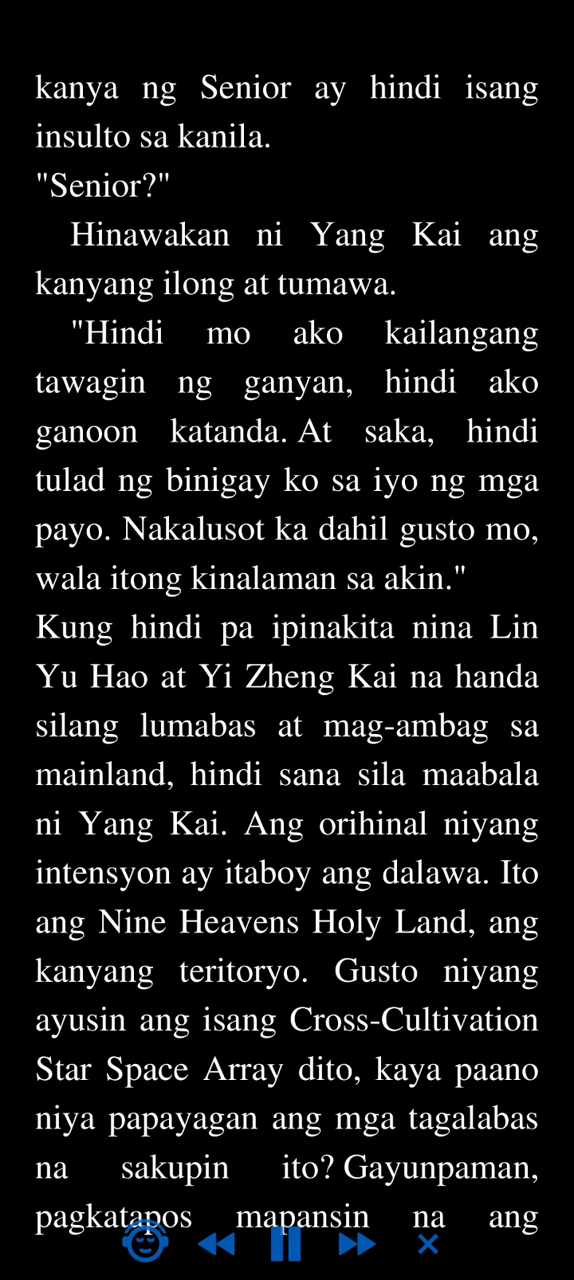 kanya ng Senior ay hindi isang
insulto sa kanila.
"Senior?"
Hinawakan ni Yang Kai ang
kanyang ilong at tumawa.
"Hindi mo ako kailangang
tawagin ng ganyan, hindi ako
ganoon katanda. At saka, hindi
tulad ng binigay ko sa iyo ng mga
payo. Nakalusot ka dahil gusto mo,
wala itong kinalaman sa akin."
Kung hindi pa ipinakita nina Lin
Yu Hao at Yi Zheng Kai na handa
silang lumabas at mag-ambag sa
mainland, hindi sana sila maabala
ni Yang Kai. Ang orihinal niyang
intensyon ay itaboy ang dalawa. Ito
ang Nine Heavens Holy Land, ang
kanyang teritoryo. Gusto niyang
ayusin ang isang Cross-Cultivation
Star Space Array dito, kaya paano
niya papayagan ang mga tagalabas
na sakupin ito? Gayunpaman,
pagkatapos mapansin na ang